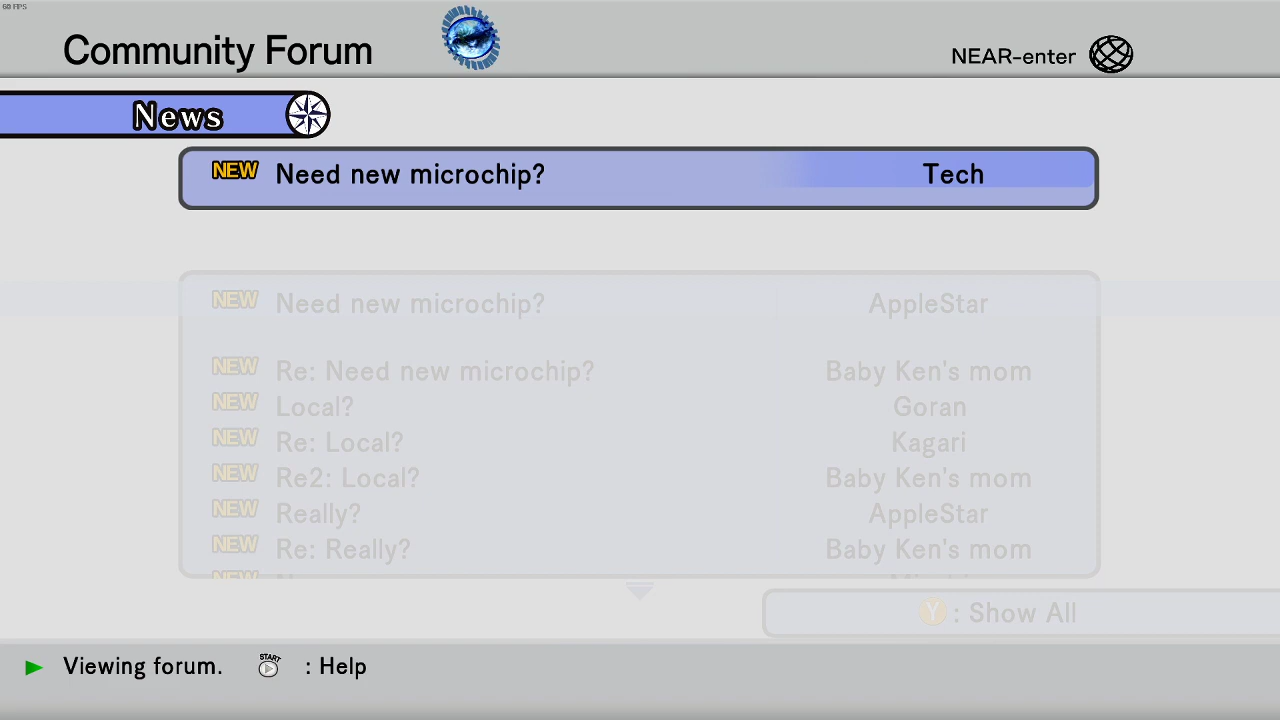 60 FPS
Community Forum
NEAR-enter
News
NEW Need new microchip? Tech
NEW Need new microchip? AppleStar
NEW Re: Need new microchip? Baby Ken's mom
NEW Local? Goran
NEW Re: Local? Kagari
NEW Re2: Local? Baby Ken's mom
NEW Really? AppleStar
NEW Re: Really? Baby Ken's mom
NEW
Y : Show All
Viewing forum. START : Help